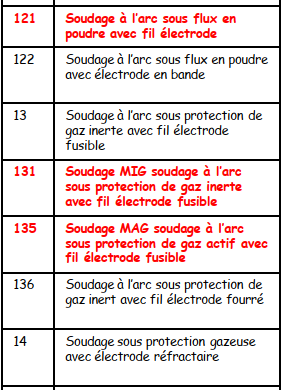 121 Soudage à l'arc sous flux en
poudre avec fil électrode
122 Soudage à l'arc sous flux en poudre
avec électrode en bande
13 Soudage à l'arc sous protection de
gaz inerte avec fil électrode
fusible
131 Soudage MIG soudage à l'arc
sous protection de gaz inerte
avec fil électrode fusible
135 Soudage MAG soudage à l'arc
sous protection de gaz actif avec
fil électrode fusible
136 Soudage à l'arc sous protection de
gaz inert avec fil électrode fourré
14 Soudage sous protection gazeuse
avec électrode réfractaire